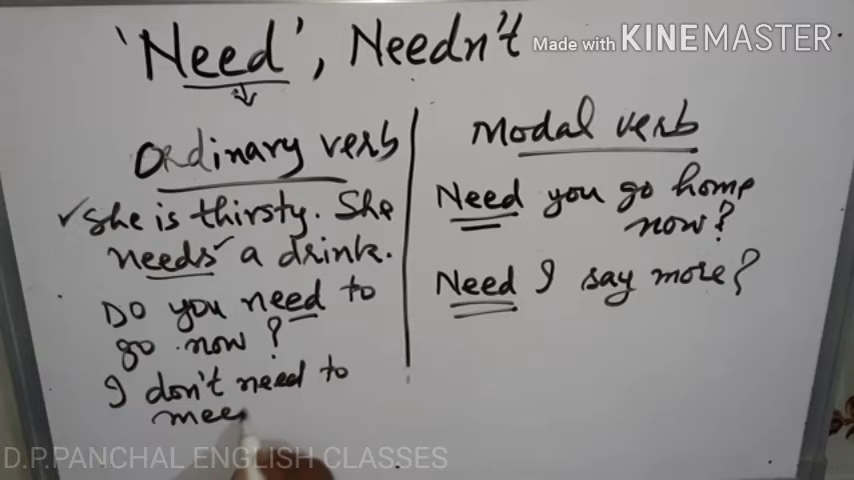 'Need', Needn't
Made with KINEMASTER
Ordinary verb
✓ She is thirsty. She
needs a drink.
Do you need to
go now?
I don't need to
mee
Modal verb
Need you go home
now?
Need I say more?
D.P.PANCHAL ENGLISH CLASSES